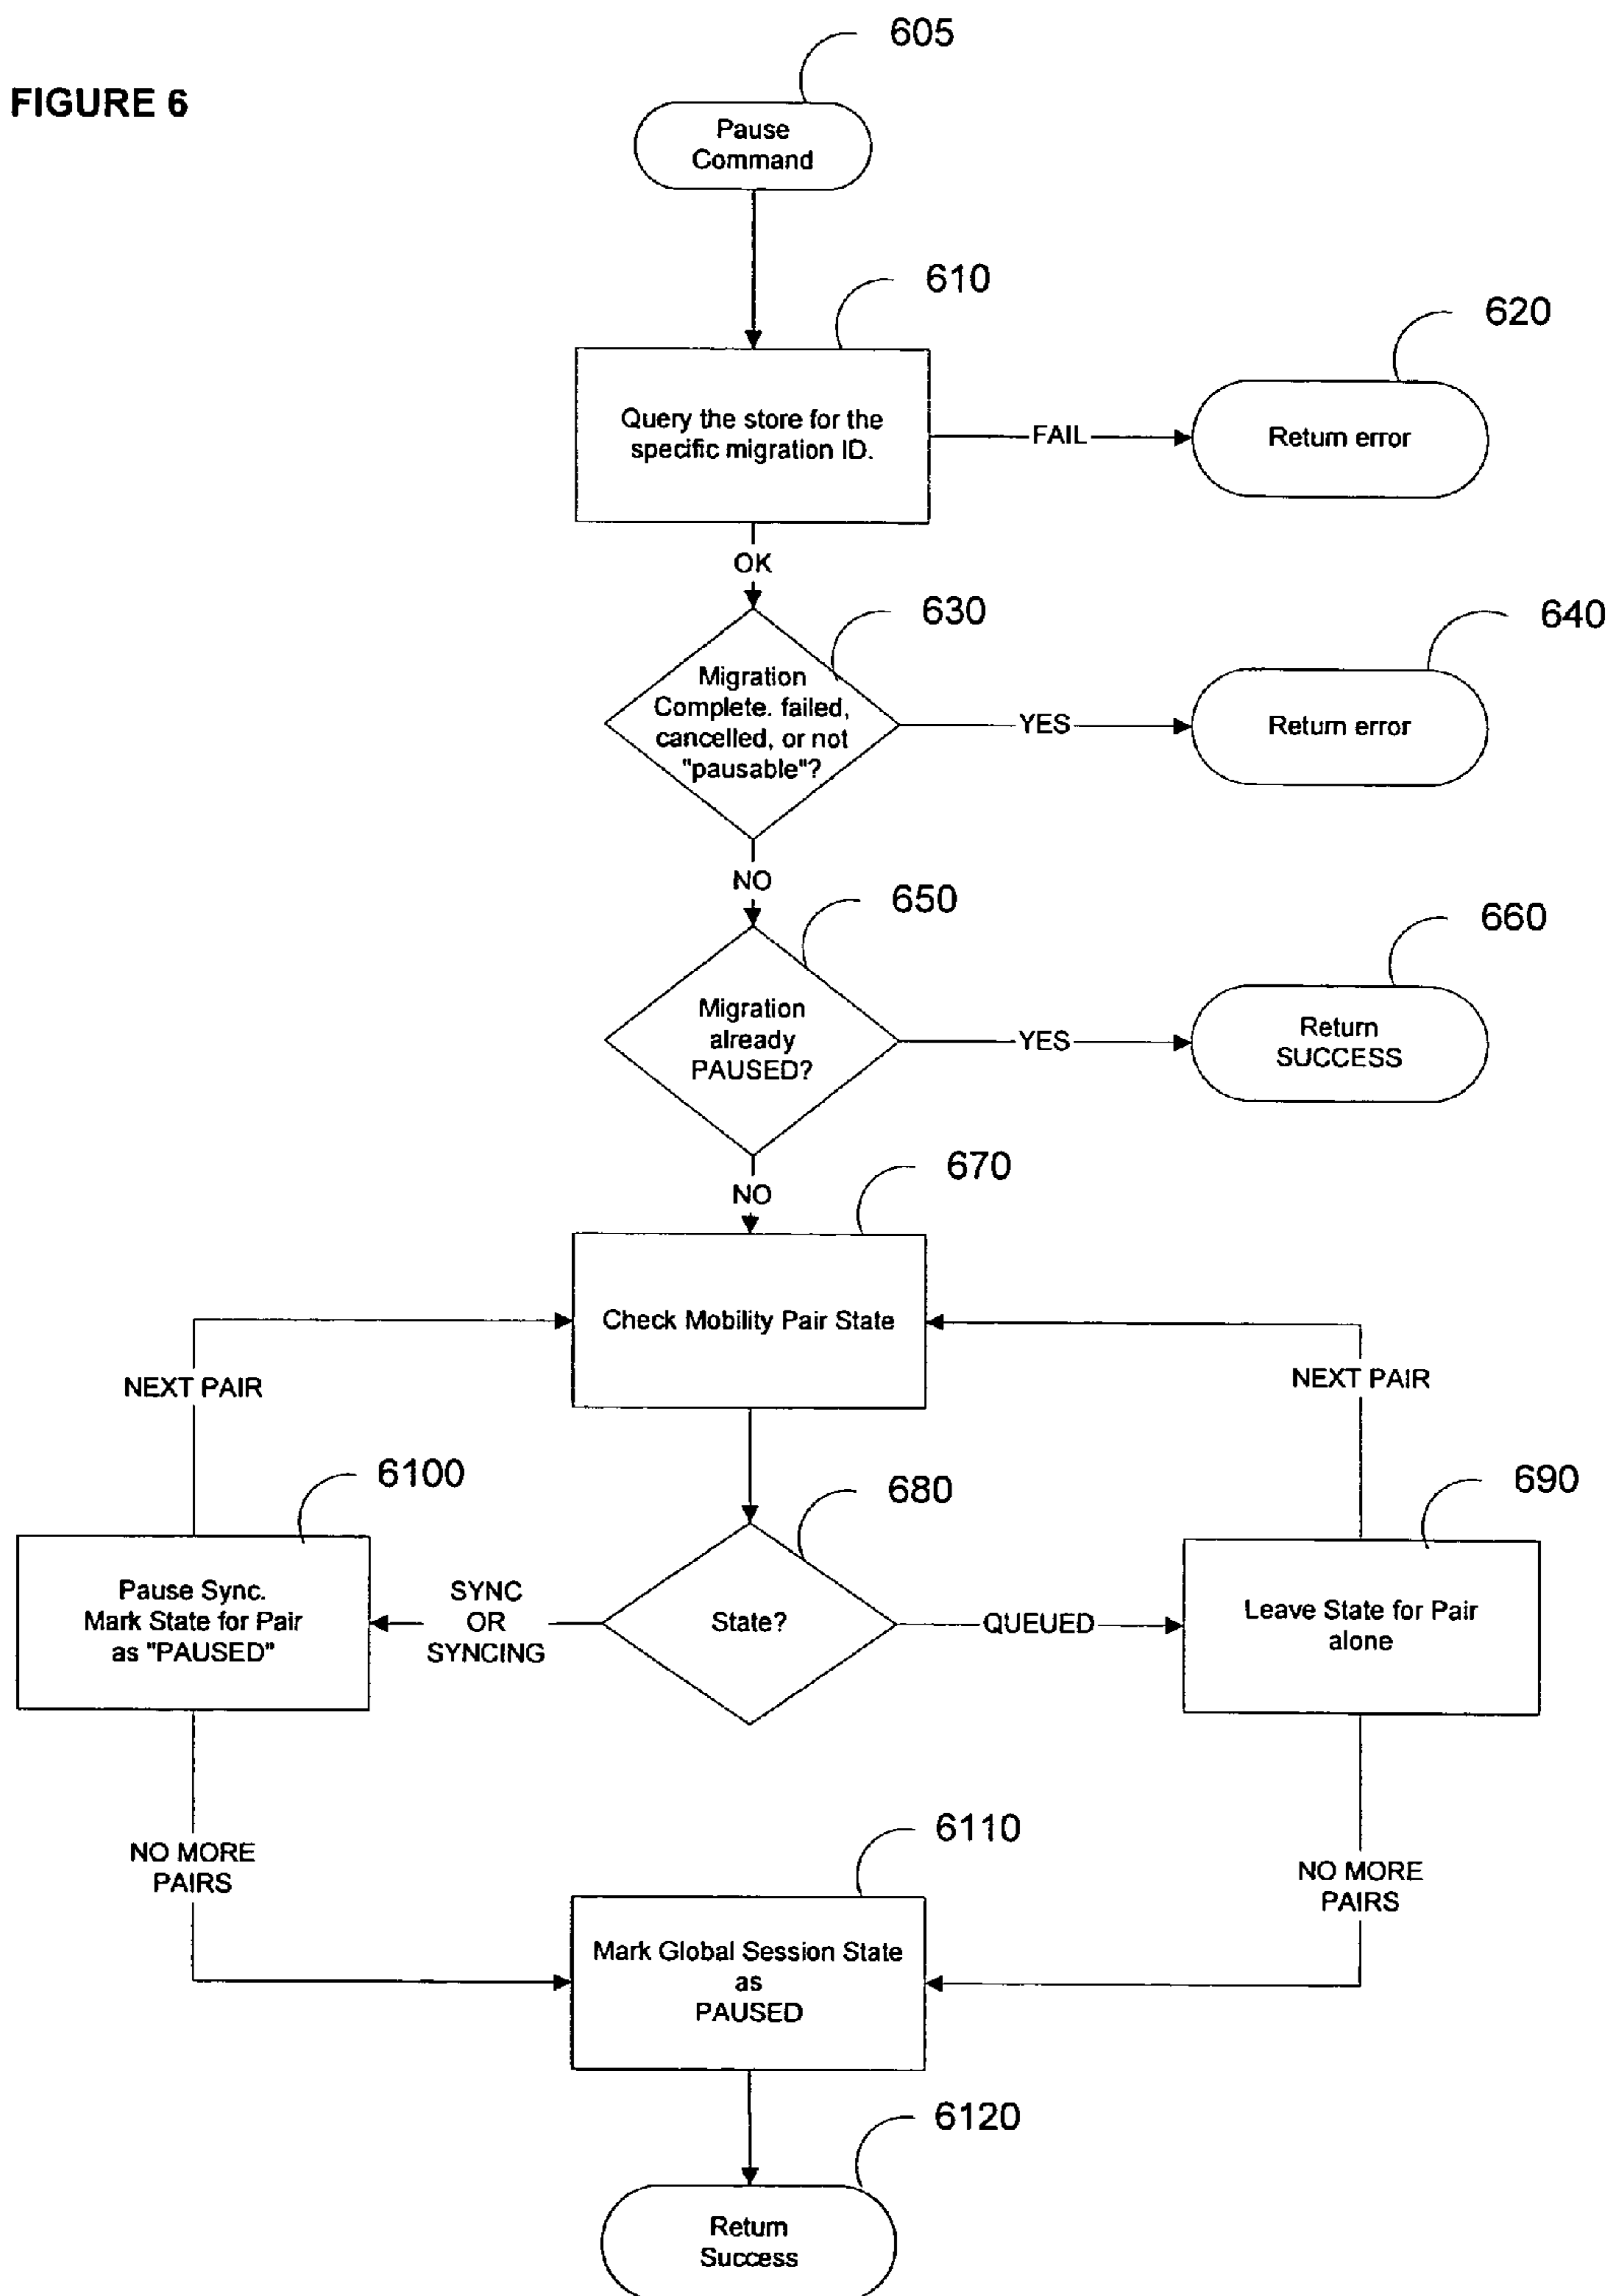 605
FIGURE 6
Pause
Command
610
620
Query the store for the
specific migration ID.
FAIL
Return error
OK
630
640
Migration
Complete. failed,
cancelled, or not
"pausable"?
YES
Return error
NO
650
660
Migration
already
PAUSED?
YES
Return
SUCCESS
NO
670
Check Mobility Pair State
NEXT PAIR
NEXT PAIR
6100
680
690
Pause Sync.
Mark State for Pair
as "PAUSED"
SYNC
OR
SYNCING
State?
QUEUED
Leave State for Pair
alone
NO MORE
PAIRS
6110
NO MORE
PAIRS
Mark Global Session State
as
PAUSED
6120
Return
Success